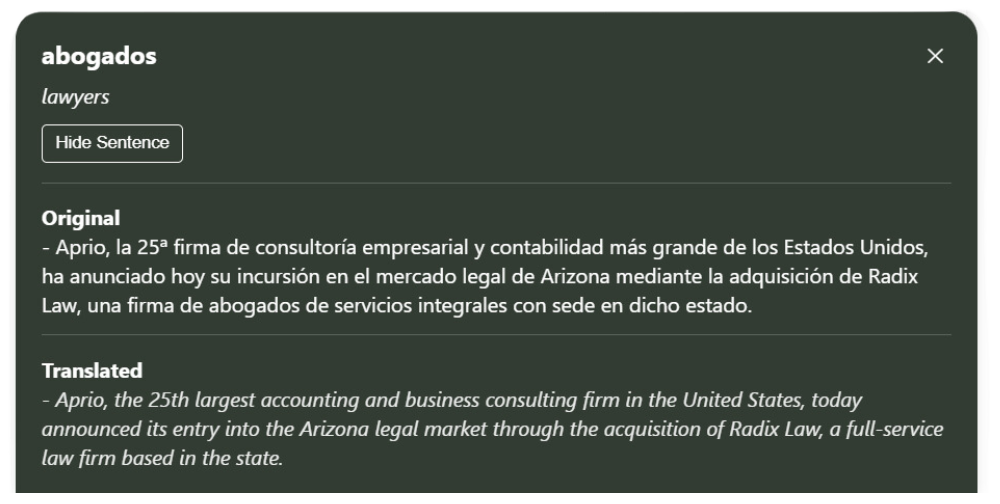 abogados
lawyers
Hide Sentence
Original
- Aprio, la 25ª firma de consultoría empresarial y contabilidad más grande de los Estados Unidos,
ha anunciado hoy su incursión en el mercado legal de Arizona mediante la adquisición de Radix
Law, una firma de abogados de servicios integrales con sede en dicho estado.
Translated
- Aprio, the 25th largest accounting and business consulting firm in the United States, today
announced its entry into the Arizona legal market through the acquisition of Radix Law, a full-service
law firm based in the state.